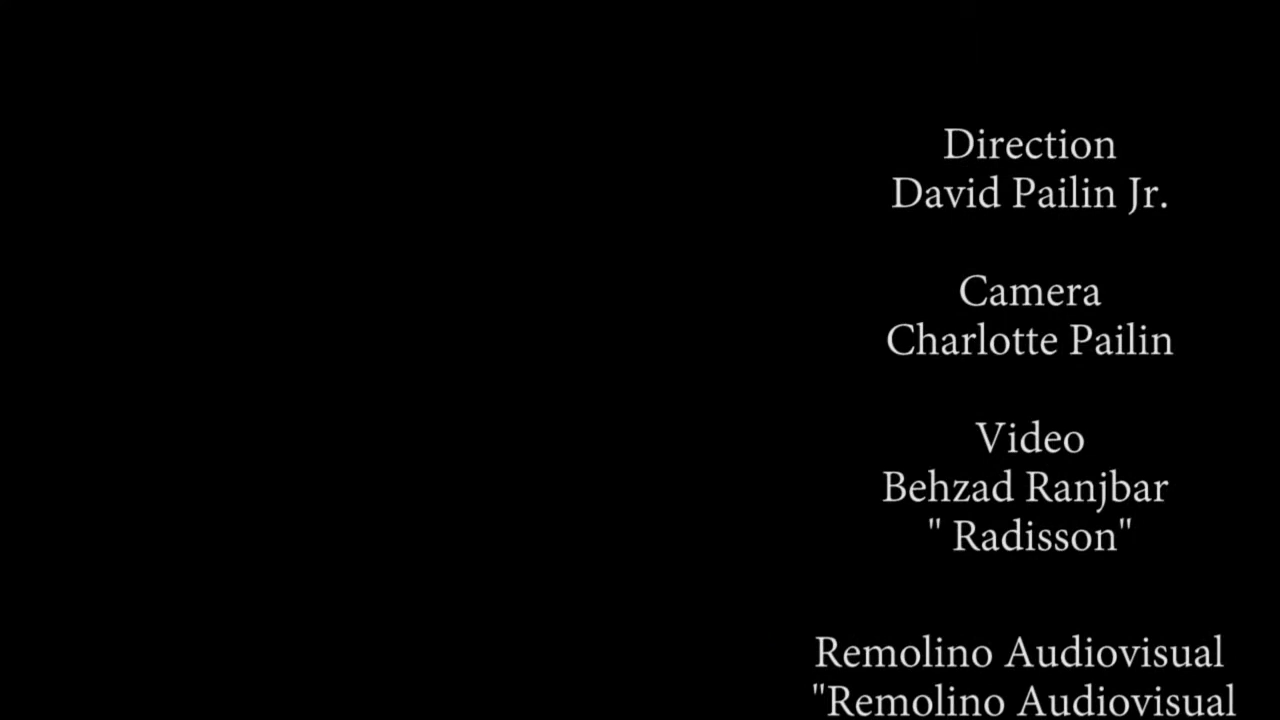 Direction
David Pailin Jr.
Camera
Charlotte Pailin
Video
Behzad Ranjbar
" Radisson"
Remolino Audiovisual
"Remolino Audiovisual